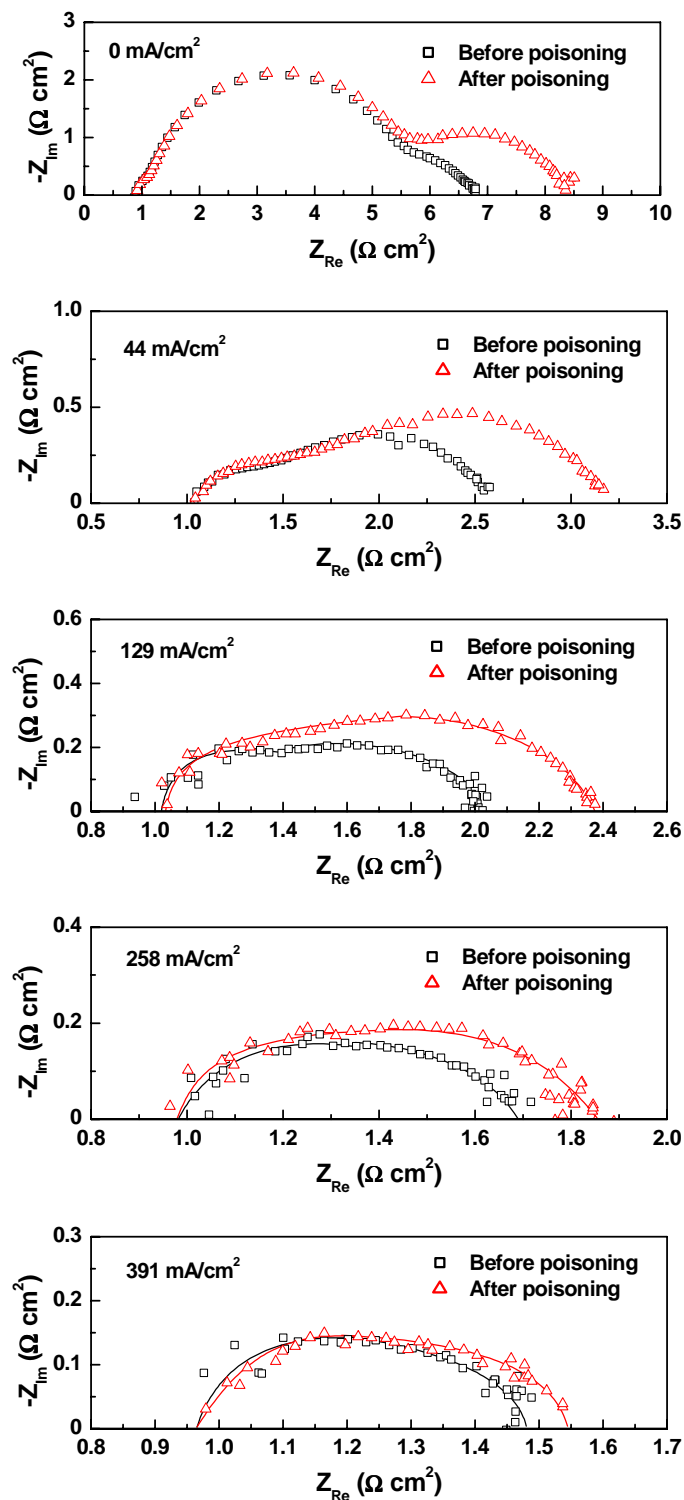 3
0 mA/cm²
Before poisoning
After poisoning
2
1
0
-Z_Im (Ω cm²)
0 1 2 3 4 5 6 7 8 9 10
Z_Re (Ω cm²)
1.0
44 mA/cm²
Before poisoning
After poisoning
0.5
0.0
-Z_Im (Ω cm²)
0.5 1.0 1.5 2.0 2.5 3.0 3.5
Z_Re (Ω cm²)
0.6
129 mA/cm²
Before poisoning
After poisoning
0.4
0.2
0
-Z_Im (Ω cm²)
0.8 1.0 1.2 1.4 1.6 1.8 2.0 2.2 2.4 2.6
Z_Re (Ω cm²)
0.4
258 mA/cm²
Before poisoning
After poisoning
0.2
0
-Z_Im (Ω cm²)
0.8 1.0 1.2 1.4 1.6 1.8 2.0
Z_Re (Ω cm²)
0.3
391 mA/cm²
Before poisoning
After poisoning
0.2
0.1
0
-Z_Im (Ω cm²)
0.8 0.9 1.0 1.1 1.2 1.3 1.4 1.5 1.6 1.7
Z_Re (Ω cm²)